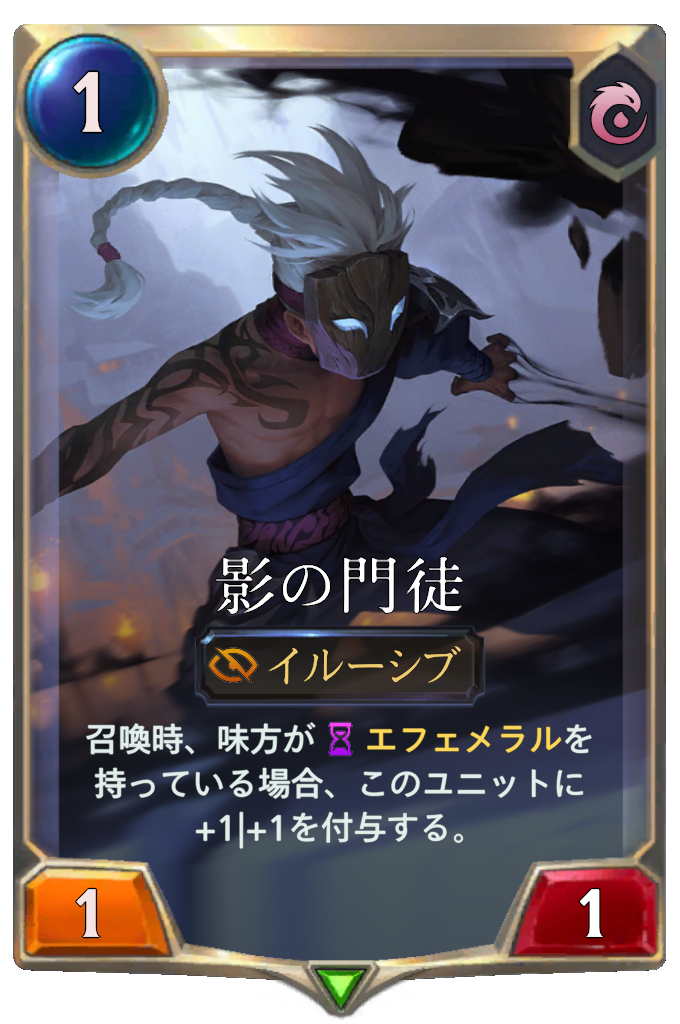 1
影の門徒
イルーシブ
召喚時、味方が エフェメラルを
持っている場合、このユニットに
+1|+1を付与する。
1
1